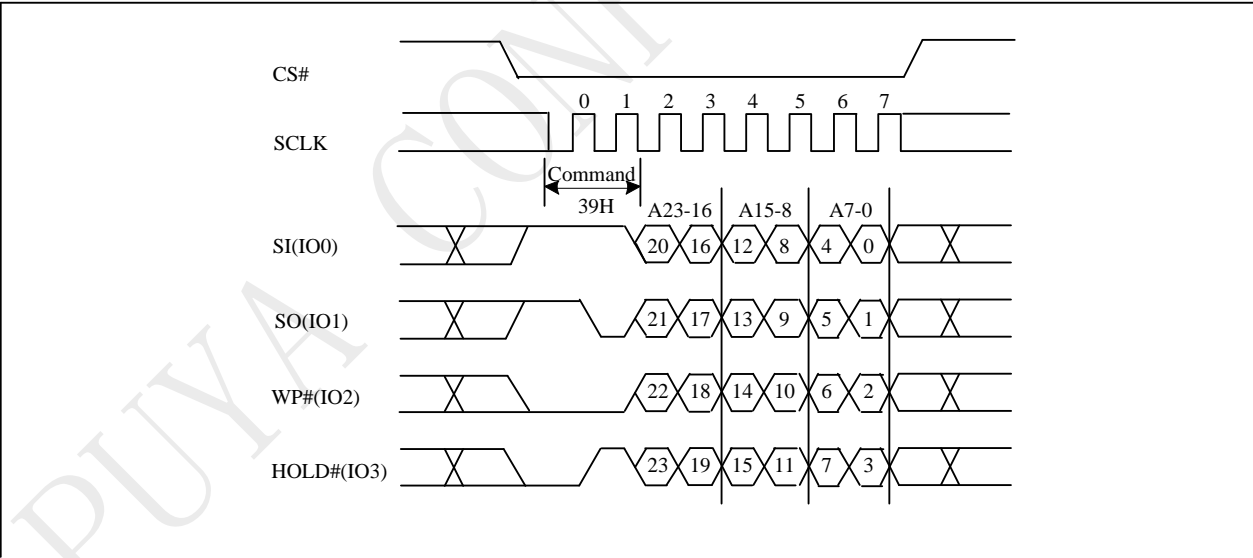 CS#
0 1 2 3 4 5 6 7
SCLK
Command
39H
A23-16 A15-8 A7-0
SI(IO0) 20 16 12 8 4 0
SO(IO1) 21 17 13 9 5 1
WP#(IO2) 22 18 14 10 6 2
HOLD#(IO3) 23 19 15 11 7 3
PUYA CON